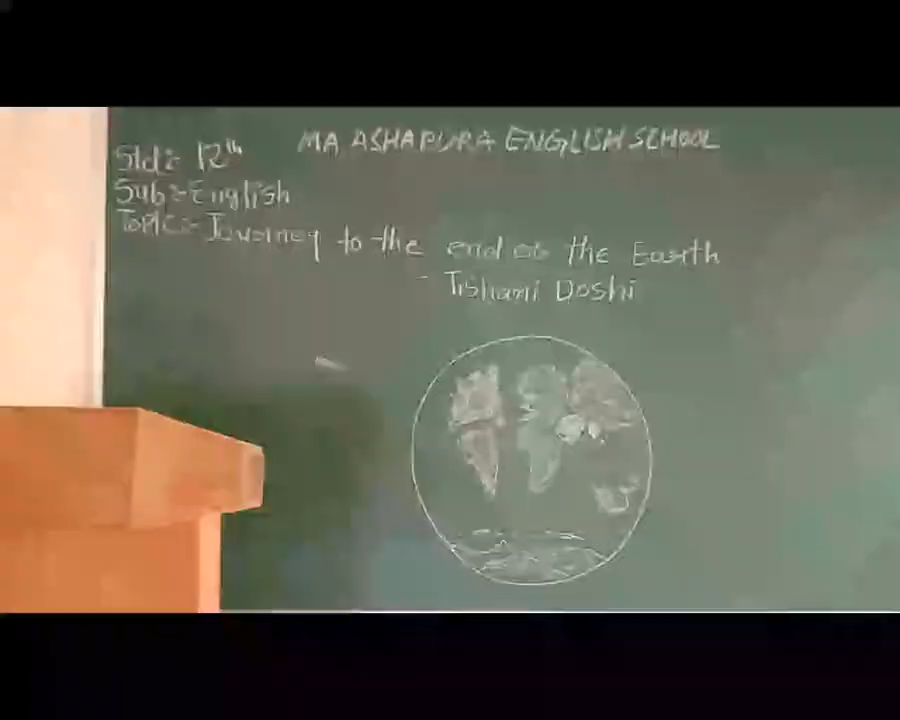 MA ASHAPURA ENGLISH SCHOOL
Std:- 12th
Sub:- English
Topic:- Journey to the end of the Earth
- Tishani Doshi